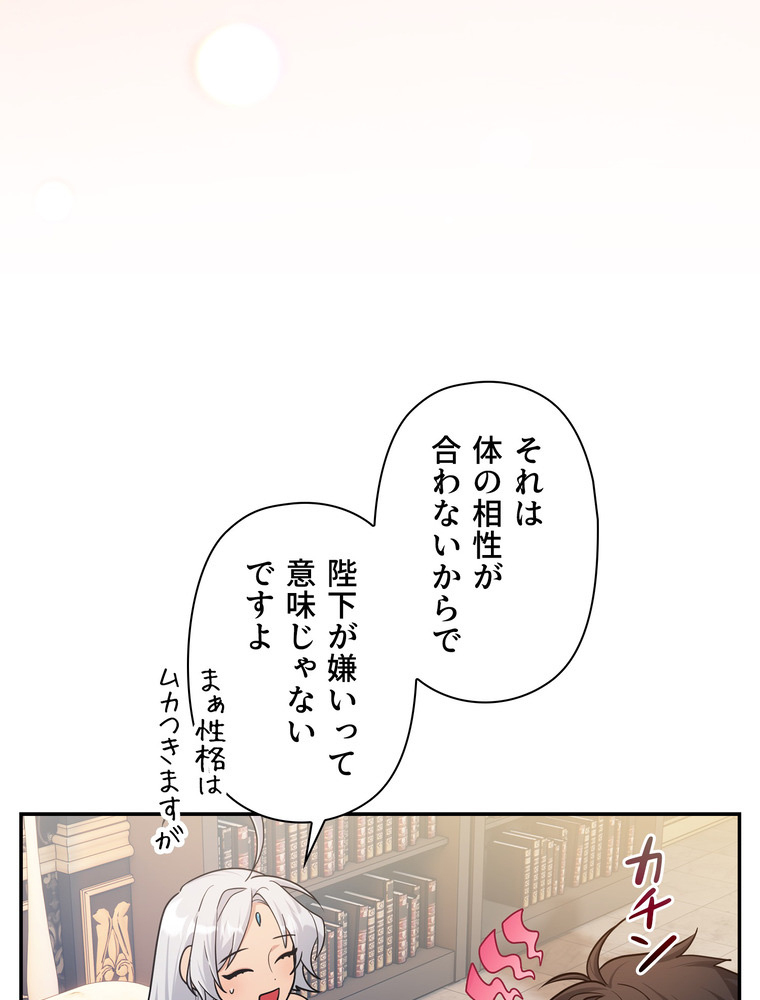 それは
体の相性が
合わないからで
陛下が嫌いって
意味じゃない
ですよ
まぁ性格は
ムカつきますが
カチン